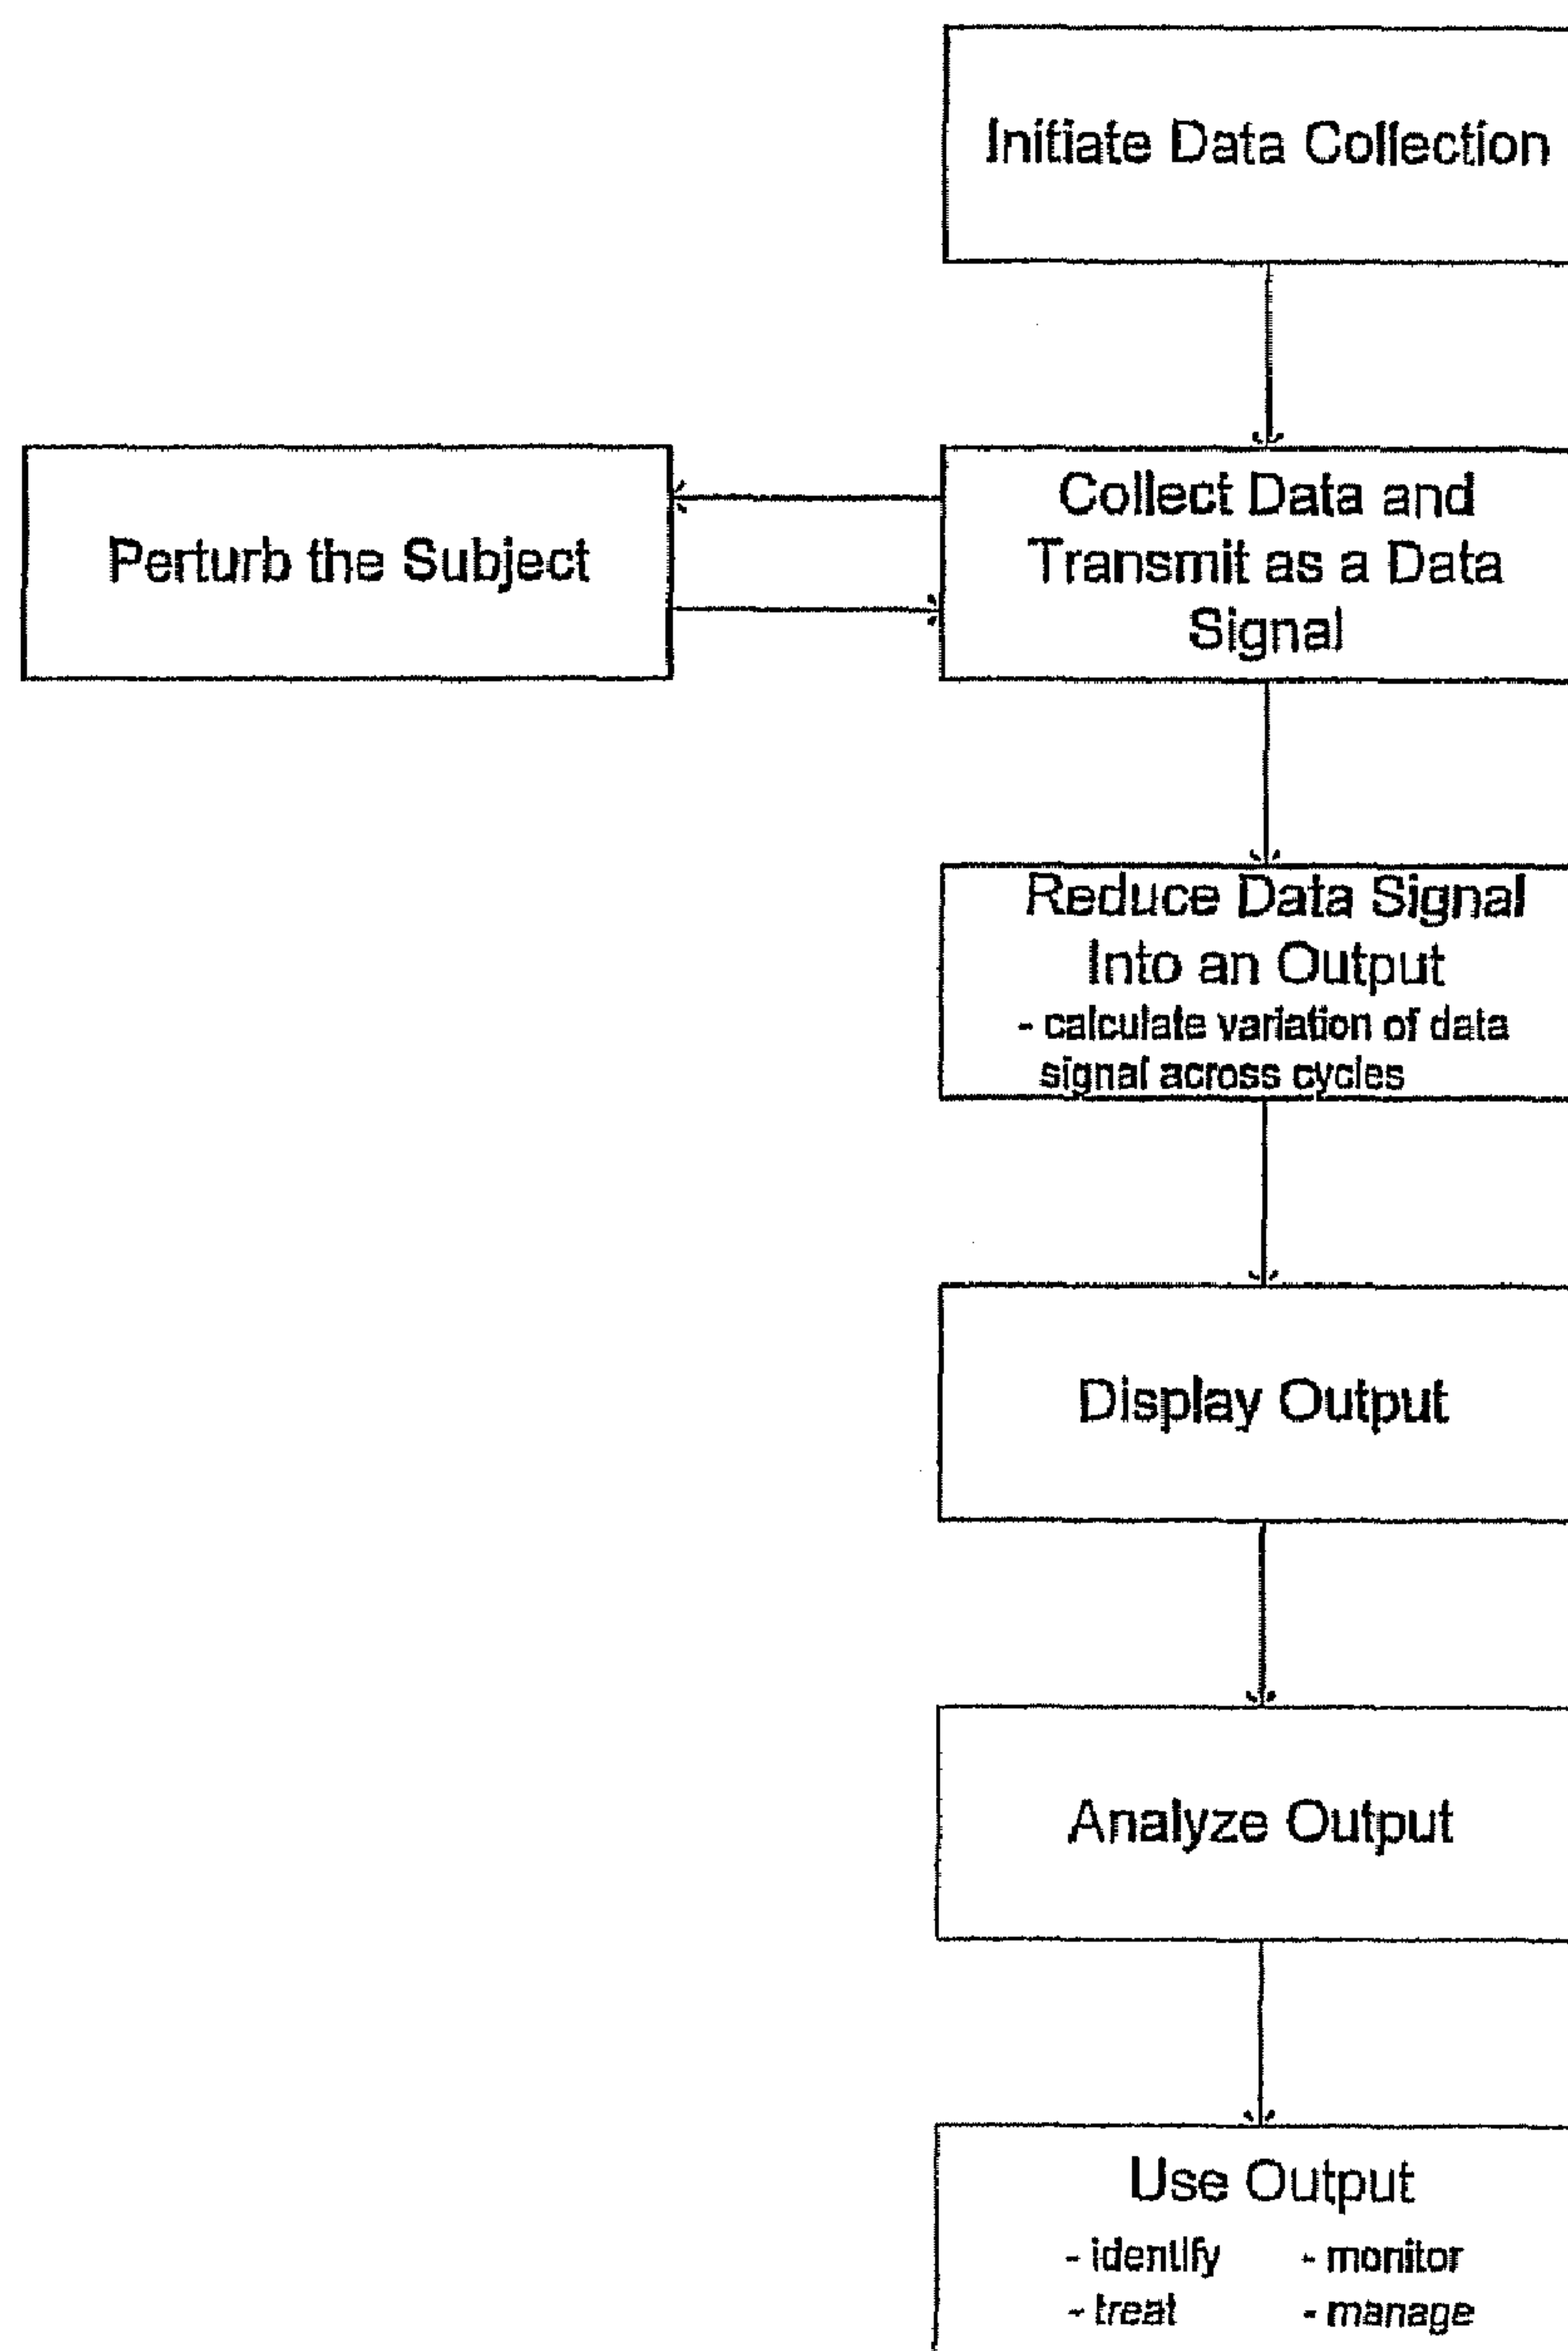 Initiate Data Collection
Perturb the Subject
Collect Data and
Transmit as a Data
Signal
Reduce Data Signal
Into an Output
- calculate variation of data
signal across cycles
Display Output
Analyze Output
Use Output
- identify - monitor
- treat - manage